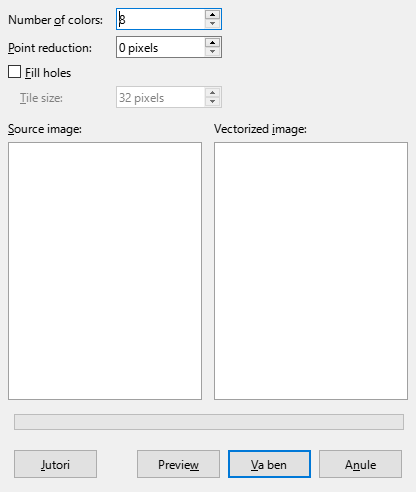 Number of colors: 8
Point reduction: 0 pixels
Fill holes
Tile size: 32 pixels
Source image: Vectorized image:
Jutori Preview Va ben Anule